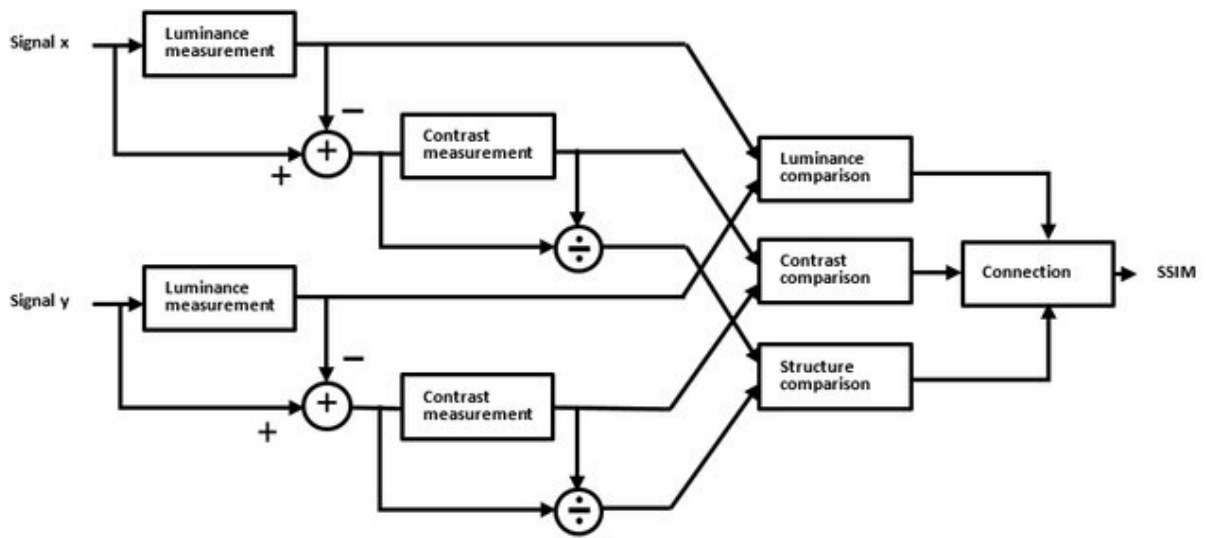 Signal x
Luminance
measurement
−
+
+
Contrast
measurement
Luminance
comparison
÷
Contrast
comparison
Connection
SSIM
Signal y
Luminance
measurement
−
+
+
Contrast
measurement
Structure
comparison
÷